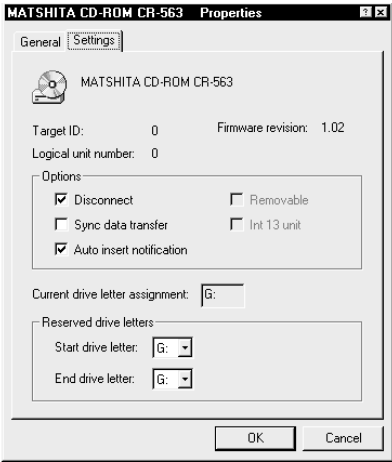 MATSHITA CD-ROM CR-563    Properties
General Settings
MATSHITA CD-ROM CR-563
Target ID: 0 Firmware revision: 1.02
Logical unit number: 0
Options
Disconnect Removable
Sync data transfer Int 13 unit
Auto insert notification
Current drive letter assignment: G:
Reserved drive letters
Start drive letter: G:
End drive letter: G:
OK Cancel